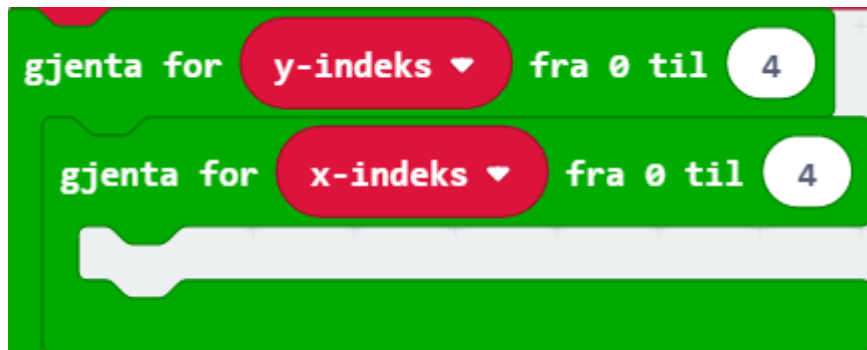 gjenta for y-indeks fra 0 til 4
gjenta for x-indeks fra 0 til 4